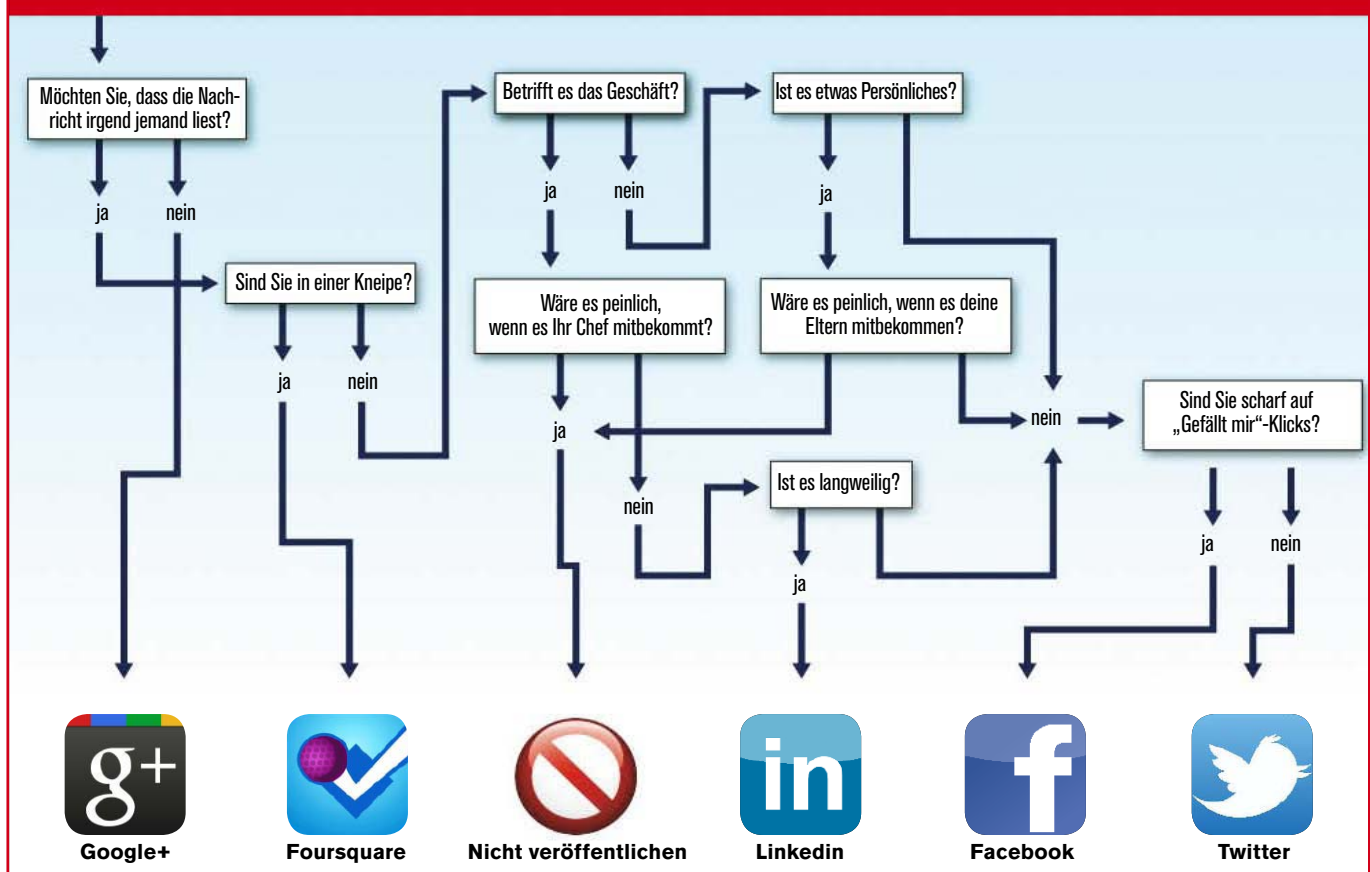 Möchten Sie, dass die Nach-
richt irgend jemand liest?
ja
nein
Sind Sie in einer Kneipe?
ja
nein
Betrifft es das Geschäft?
ja
nein
Ist es etwas Persönliches?
ja
Wäre es peinlich,
wenn es Ihr Chef mitbekommt?
ja
nein
Wäre es peinlich, wenn es deine
Eltern mitbekommen?
nein
Ist es langweilig?
ja
Sind Sie scharf auf
„Gefällt mir“-Klicks?
ja
nein
g+
in
f
Google+
Foursquare
Nicht veröffentlichen
Linkedin
Facebook
Twitter